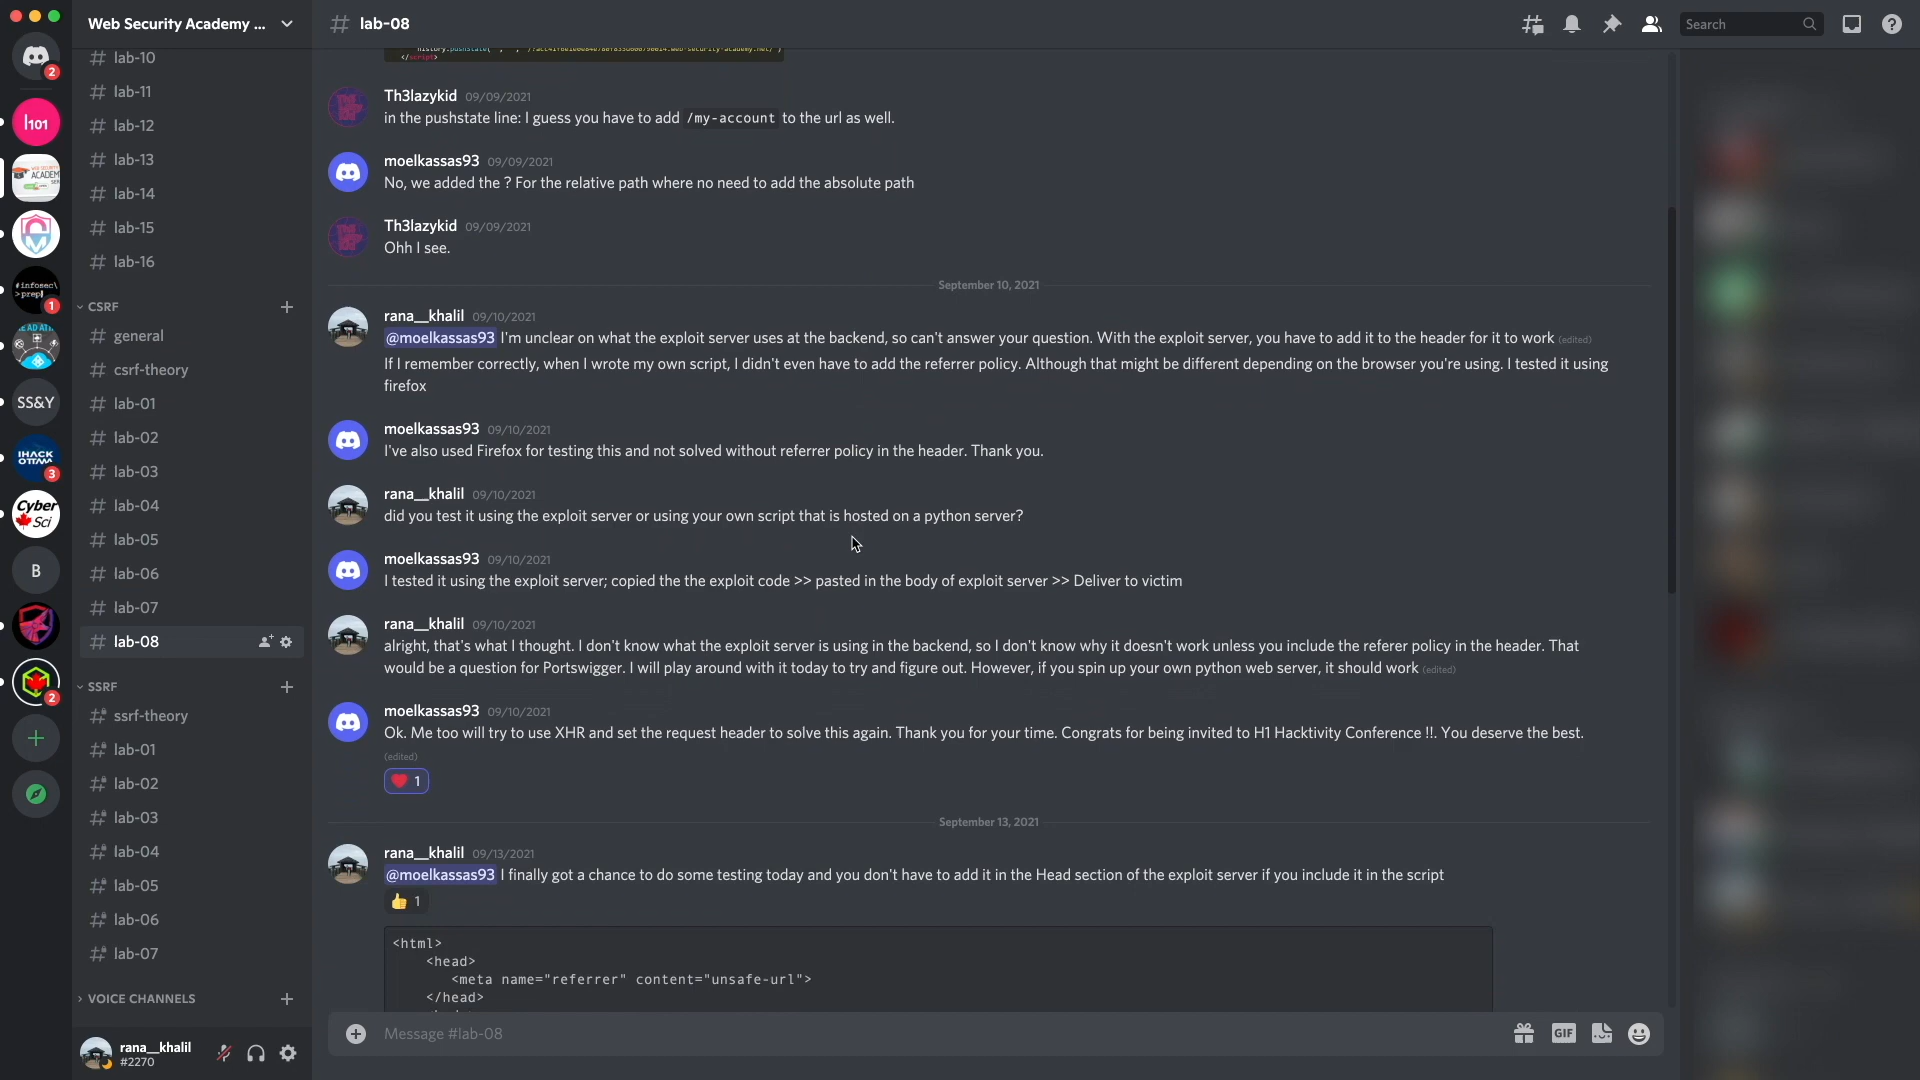 Web Security Academy ...
lab-08
Search
2
I101
WEB SECURITY
ACADEMY
#infosec\
>prep|
1
SS&Y
IHACK
3
Cyber
Sci
B
2
lab-10
lab-11
lab-12
lab-13
lab-14
lab-15
lab-16
CSRF
general
csrf-theory
lab-01
lab-02
lab-03
lab-04
lab-05
lab-06
lab-07
lab-08
SSRF
ssrf-theory
lab-01
lab-02
lab-03
lab-04
lab-05
lab-06
lab-07
VOICE CHANNELS
rana__khalil
#2270
</script>
Th3lazykid 09/09/2021
in the pushstate line: I guess you have to add /my-account to the url as well.
moelkassas93 09/09/2021
No, we added the ? For the relative path where no need to add the absolute path
Th3lazykid 09/09/2021
Ohh I see.
September 10, 2021
rana__khalil 09/10/2021
@moelkassas93 I'm unclear on what the exploit server uses at the backend, so can't answer your question. With the exploit server, you have to add it to the header for it to work (edited)
If I remember correctly, when I wrote my own script, I didn't even have to add the referrer policy. Although that might be different depending on the browser you're using. I tested it using
firefox
moelkassas93 09/10/2021
I've also used Firefox for testing this and not solved without referrer policy in the header. Thank you.
rana__khalil 09/10/2021
did you test it using the exploit server or using your own script that is hosted on a python server?
moelkassas93 09/10/2021
I tested it using the exploit server; copied the the exploit code >> pasted in the body of exploit server >> Deliver to victim
rana__khalil 09/10/2021
alright, that's what I thought. I don't know what the exploit server is using in the backend, so I don't know why it doesn't work unless you include the referer policy in the header. That
would be a question for Portswigger. I will play around with it today to try and figure out. However, if you spin up your own python web server, it should work (edited)
moelkassas93 09/10/2021
Ok. Me too will try to use XHR and set the request header to solve this again. Thank you for your time. Congrats for being invited to H1 Hacktivity Conference !!. You deserve the best.
(edited)
1
September 13, 2021
rana__khalil 09/13/2021
@moelkassas93 I finally got a chance to do some testing today and you don't have to add it in the Head section of the exploit server if you include it in the script
1
<html>
<head>
<meta name="referrer" content="unsafe-url">
</head>
Message #lab-08
GIF